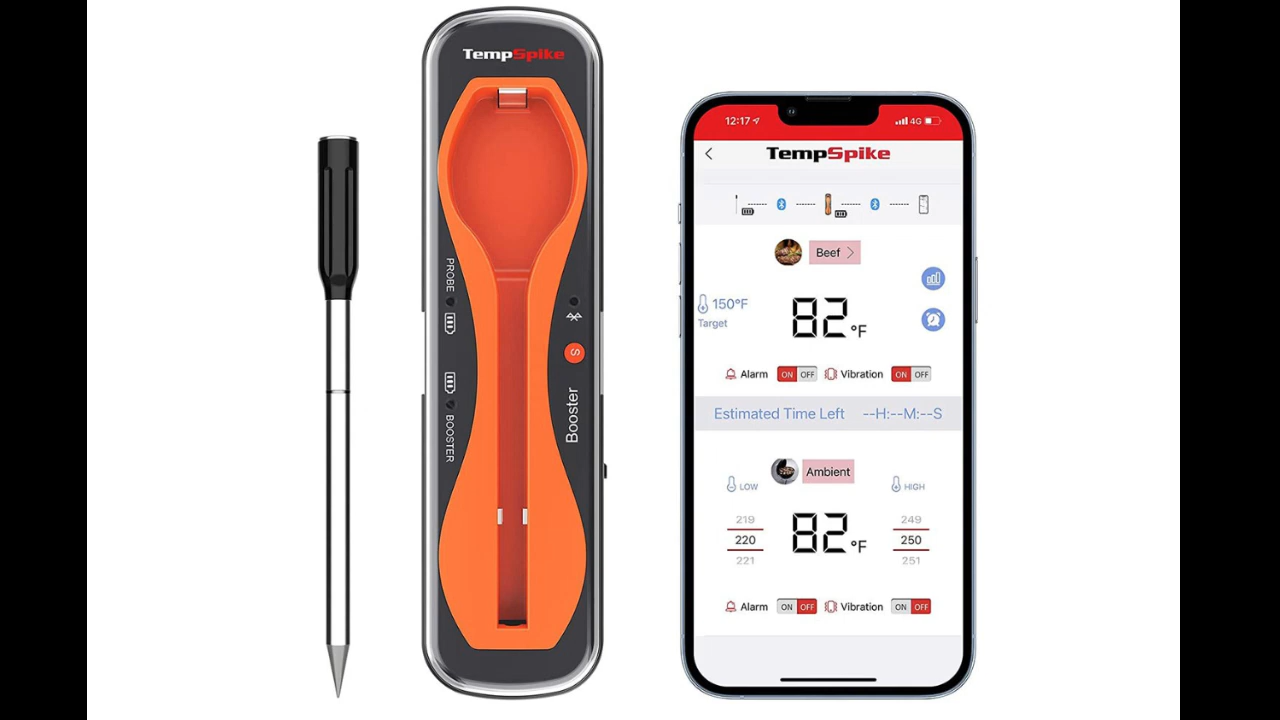 TempSpike
PROBE
BOOSTER
S
Booster
12:17
4G
TempSpike
Beef
150°F
Target
82°F
Alarm ON OFF Vibration ON OFF
Estimated Time Left --H:--M:--S
Ambient
LOW
HIGH
219
249
220
82°F
250
221
251
Alarm ON OFF Vibration ON OFF